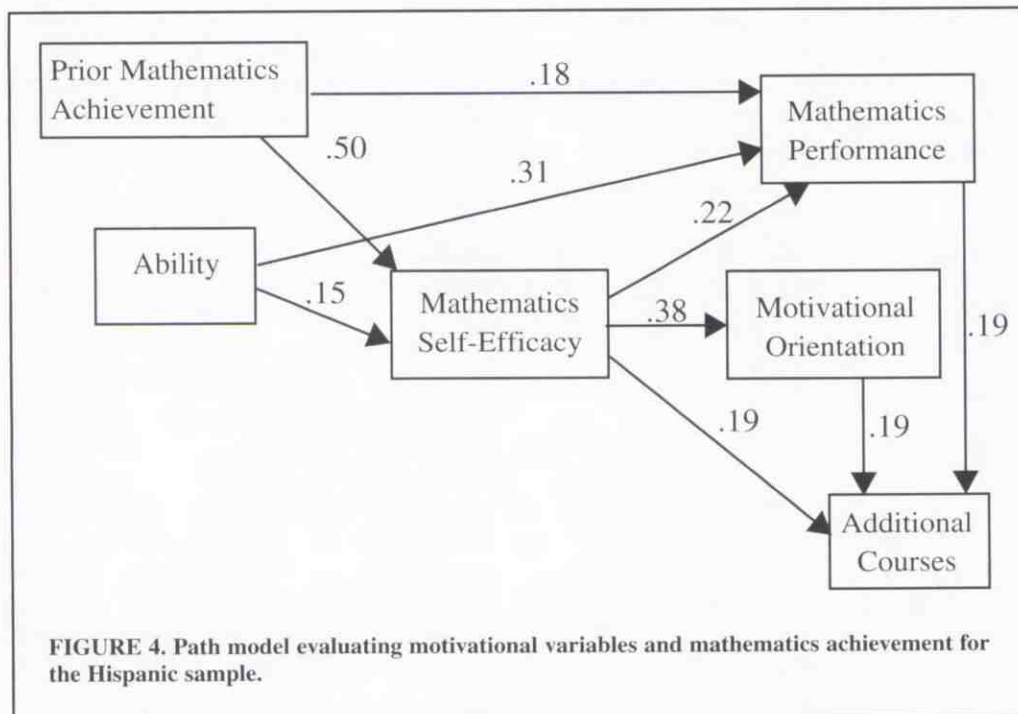 Prior Mathematics
Achievement
.18
Mathematics
Performance
.50
.31
.22
Ability
.15
Mathematics
Self-Efficacy
.38
Motivational
Orientation
.19
.19
.19
Additional
Courses
FIGURE 4. Path model evaluating motivational variables and mathematics achievement for
the Hispanic sample.